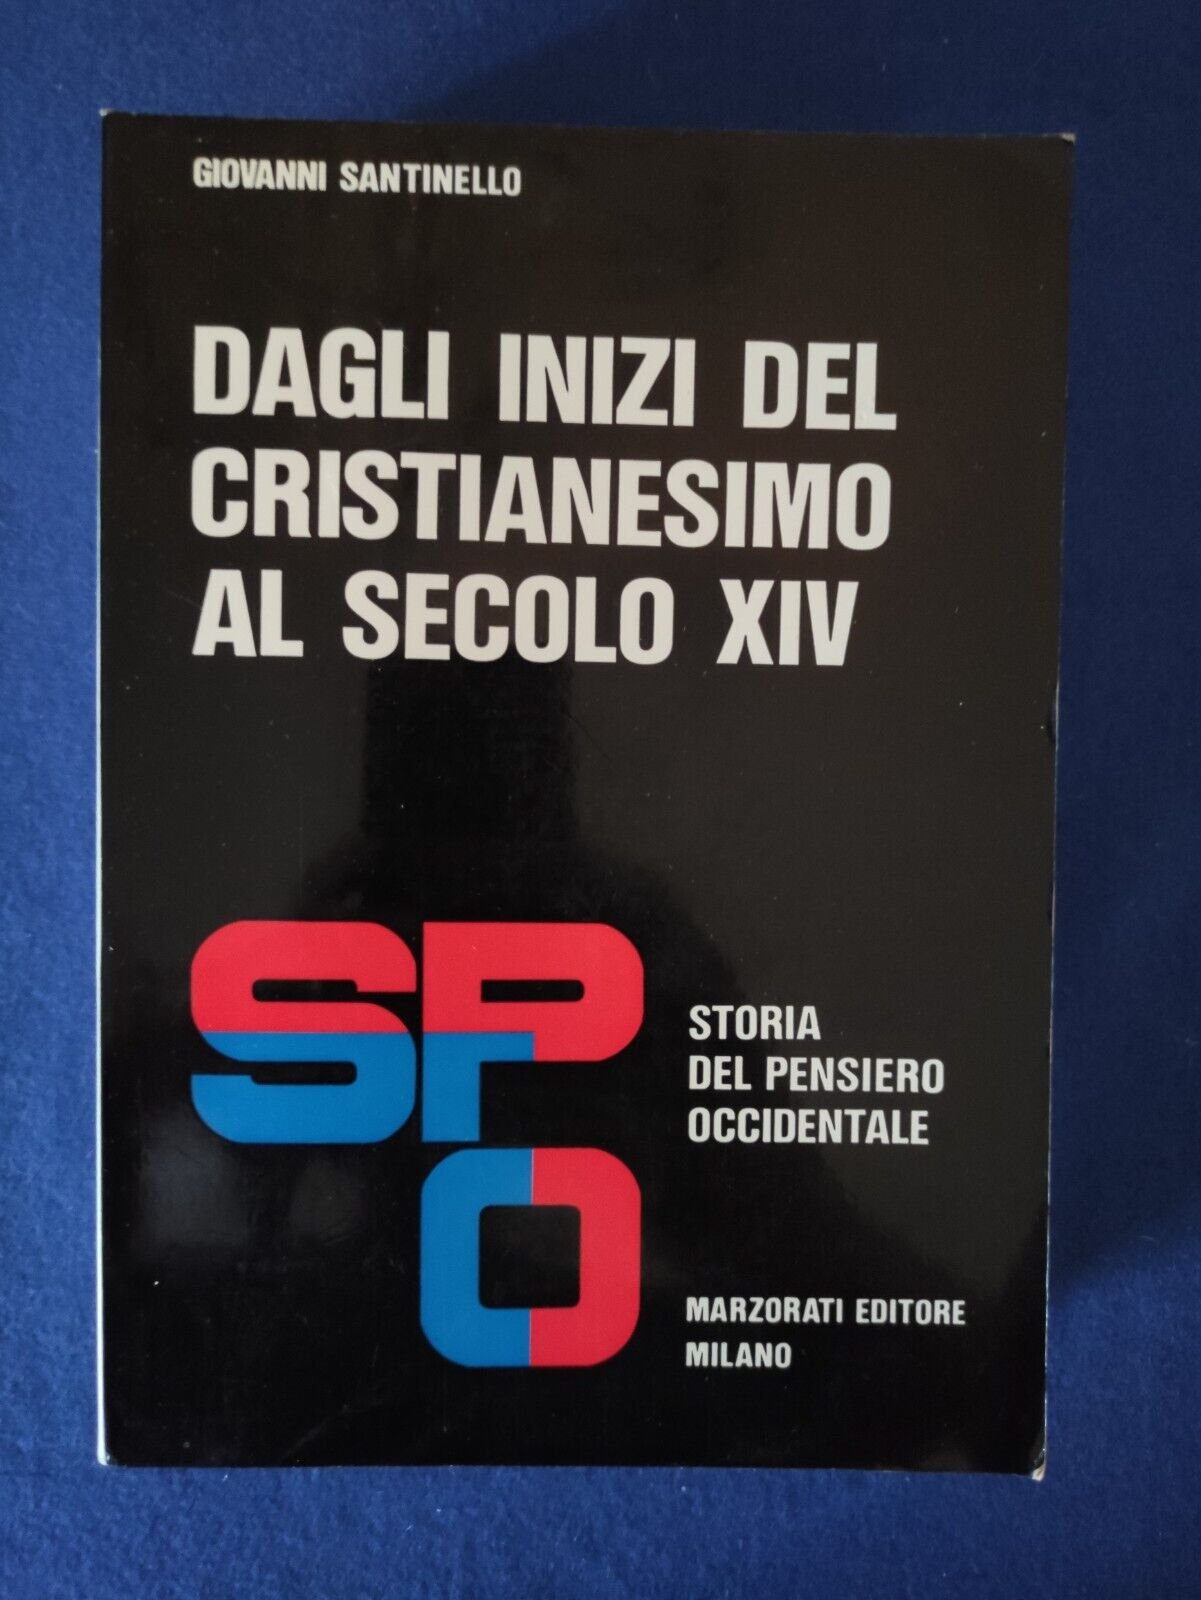 GIOVANNI SANTINELLO
DAGLI INIZI DEL
CRISTIANESIMO
AL SECOLO XIV
SP
O
STORIA
DEL PENSIERO
OCCIDENTALE
MARZORATI EDITORE
MILANO